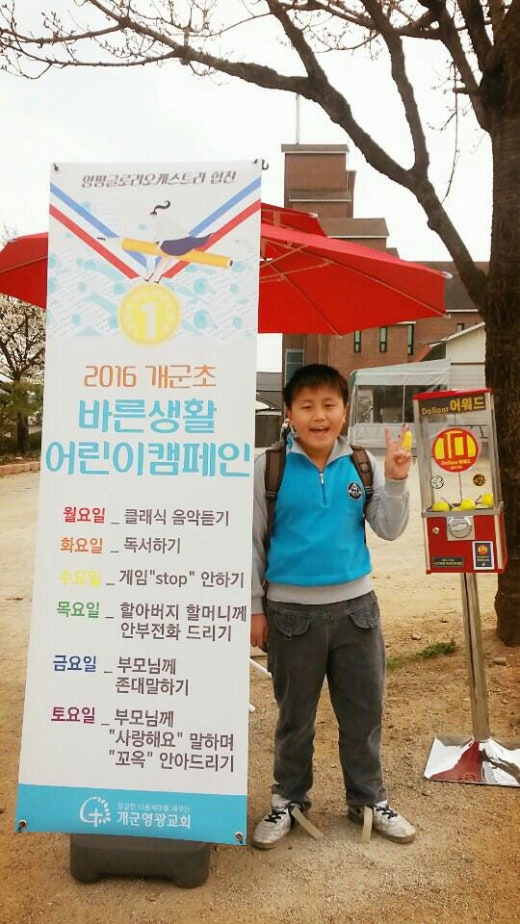 양평글로리오케스트라 협찬
1
2016 개군초
바른생활
어린이캠페인
월요일 _ 클래식 음악듣기
화요일 _ 독서하기
수요일 _ 게임"stop" 안하기
목요일 _ 할아버지 할머니께
안부전화 드리기
금요일 _ 부모님께
존대말하기
토요일 _ 부모님께
"사랑해요" 말하며
"꼬옥" 안아드리기
개군영광교회
Dallant 어워드